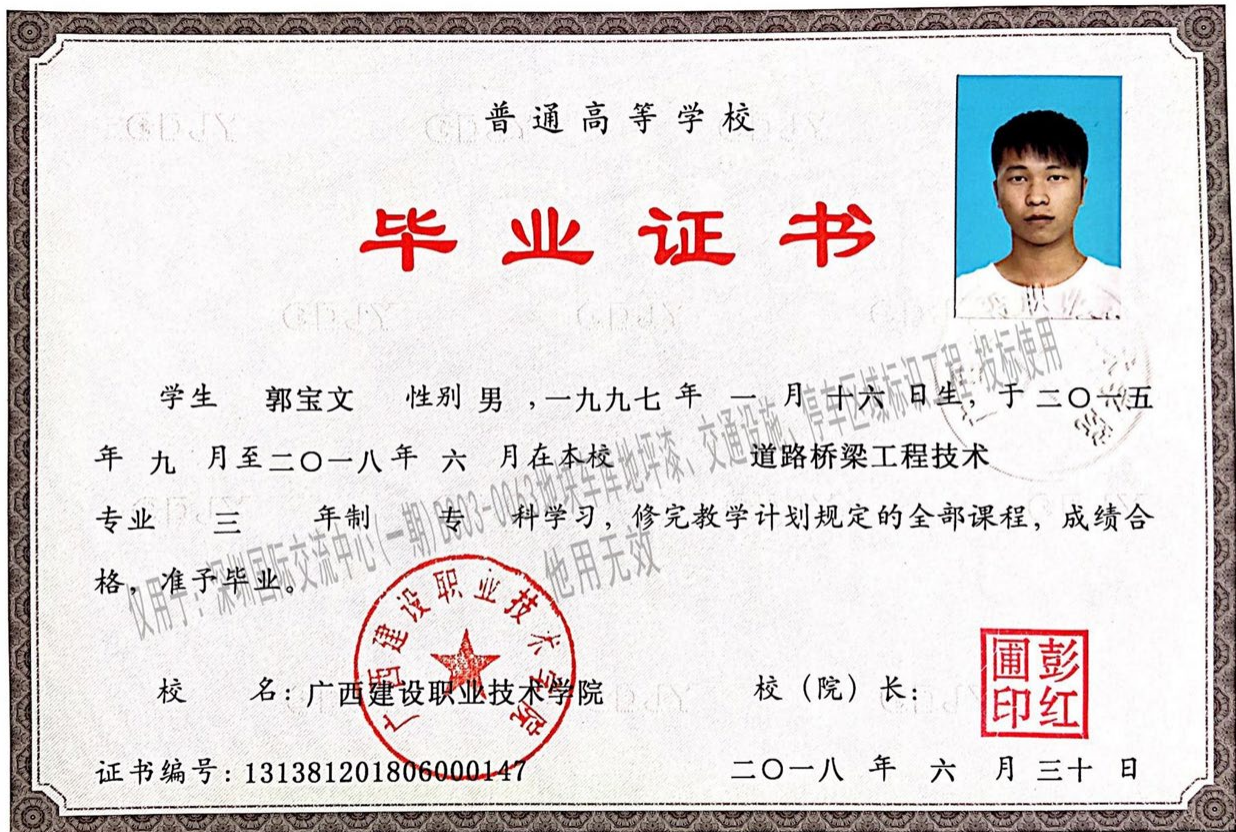 普通高等学校
毕业证书
学生 郭宝文 性别 男 ,一九九七 年 一 月 十六 日生, 于 二〇一五
年 九 月至 二〇一八 年 六 月在本校 道路桥梁工程技术
专业 三 年制 专 科学习, 修完教学计划规定的全部课程, 成绩合
格, 准予毕业。
仅用于:深圳国际交流中心(一期)B303-0063地块车库地坪漆、交通设施、停车区域标识工程 投标使用
他用无效
广西建设职业技术学院
校 名: 广西建设职业技术学院
校(院)长:
彭红圃印
证书编号: 131381201806000147
二〇一八 年 六 月 三十 日